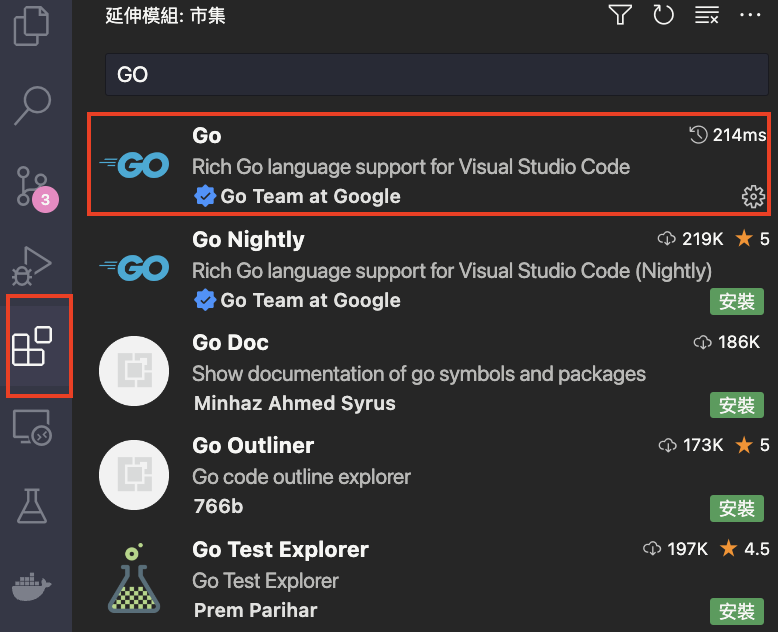 延伸模組: 市集
GO
Go
214ms
Rich Go language support for Visual Studio Code
Go Team at Google
GO
Go Nightly
219K
5
Rich Go language support for Visual Studio Code (Nightly)
Go Team at Google
安裝
GO
Go Doc
186K
Show documentation of go symbols and packages
Minhaz Ahmed Syrus
安裝
Go Outliner
173K
5
Go code outline explorer
766b
安裝
Go Test Explorer
197K
4.5
Go Test Explorer
Prem Parihar
安裝
GO
3